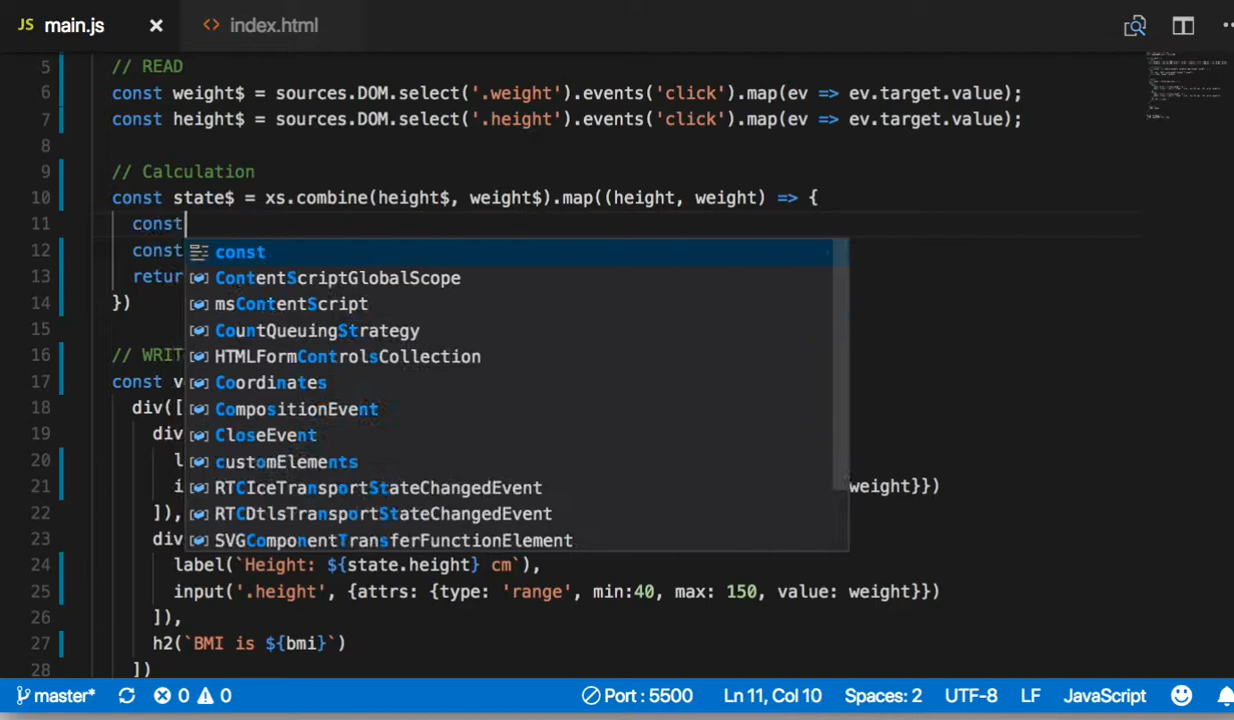 JS main.js × <> index.html
5 // READ
6 const weight$ = sources.DOM.select('.weight').events('click').map(ev => ev.target.value);
7 const height$ = sources.DOM.select('.height').events('click').map(ev => ev.target.value);
8
9 // Calculation
10 const state$ = xs.combine(height$, weight$).map((height, weight) => {
11 const
12 const
13 retur
14 })
15
16 // WRIT
17 const v
18 div([
19 div
20 l
21 i weight}})
22 ]),
23 div
24 label(`Height: ${state.height} cm`),
25 input('.height', {attrs: {type: 'range', min:40, max: 150, value: weight}})
26 ]),
27 h2(`BMI is ${bmi}`)
28 ])
const
ContentScriptGlobalScope
msContentScript
CountQueuingStrategy
HTMLFormControlsCollection
Coordinates
CompositionEvent
CloseEvent
customElements
RTCIceTransportStateChangedEvent
RTCDtlsTransportStateChangedEvent
SVGComponentTransferFunctionElement
master* 0 0 Port : 5500 Ln 11, Col 10 Spaces: 2 UTF-8 LF JavaScript